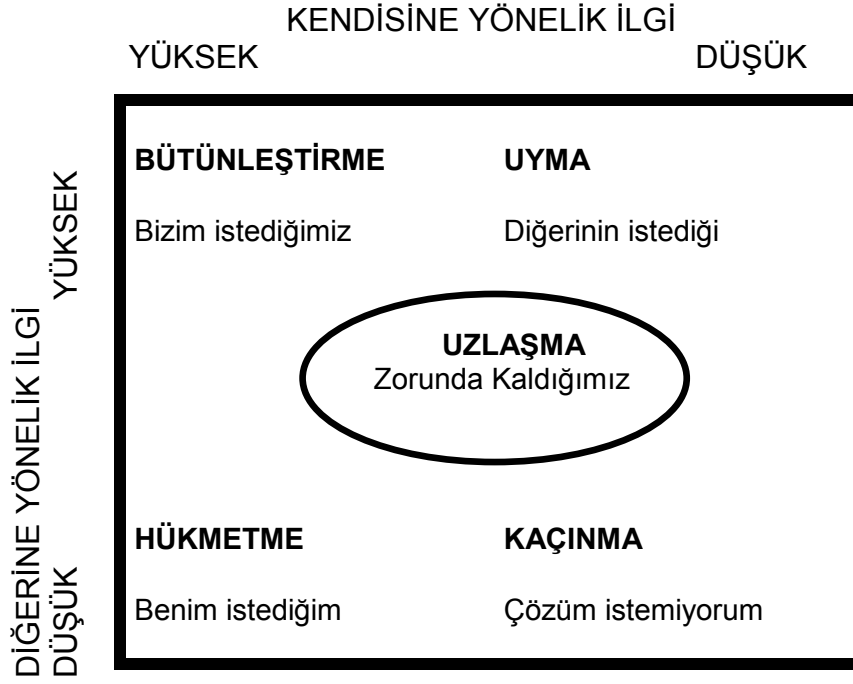 KENDİSİNE YÖNELİK İLGİ
YÜKSEK DÜŞÜK
DİĞERİNE YÖNELİK İLGİ
DÜŞÜK YÜKSEK
BÜTÜNLEŞTİRME UYMA
Bizim istediğimiz Diğerinin istediği
UZLAŞMA
Zorunda Kaldığımız
HÜKMETME KAÇINMA
Benim istediğim Çözüm istemiyorum